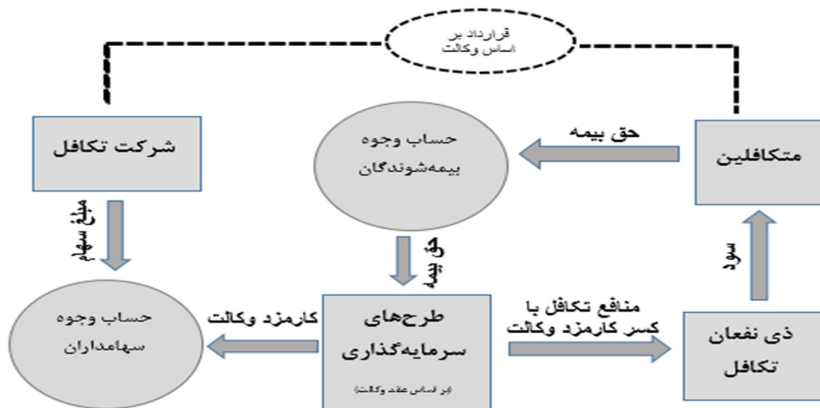 قرارداد بر
اساس وکالت
متکافلین
حق بیمه
حساب وجوه
بیمه‌شوندگان
شرکت تکافل
مبلغ سهام
حق بیمه
سود
حساب وجوه
سهامداران
کارمزد وکالت
طرح‌های
سرمایه‌گذاری
(بر اساس عقد وکالت)
منافع تکافل با
کسر کارمزد وکالت
ذی نفعان
تکافل